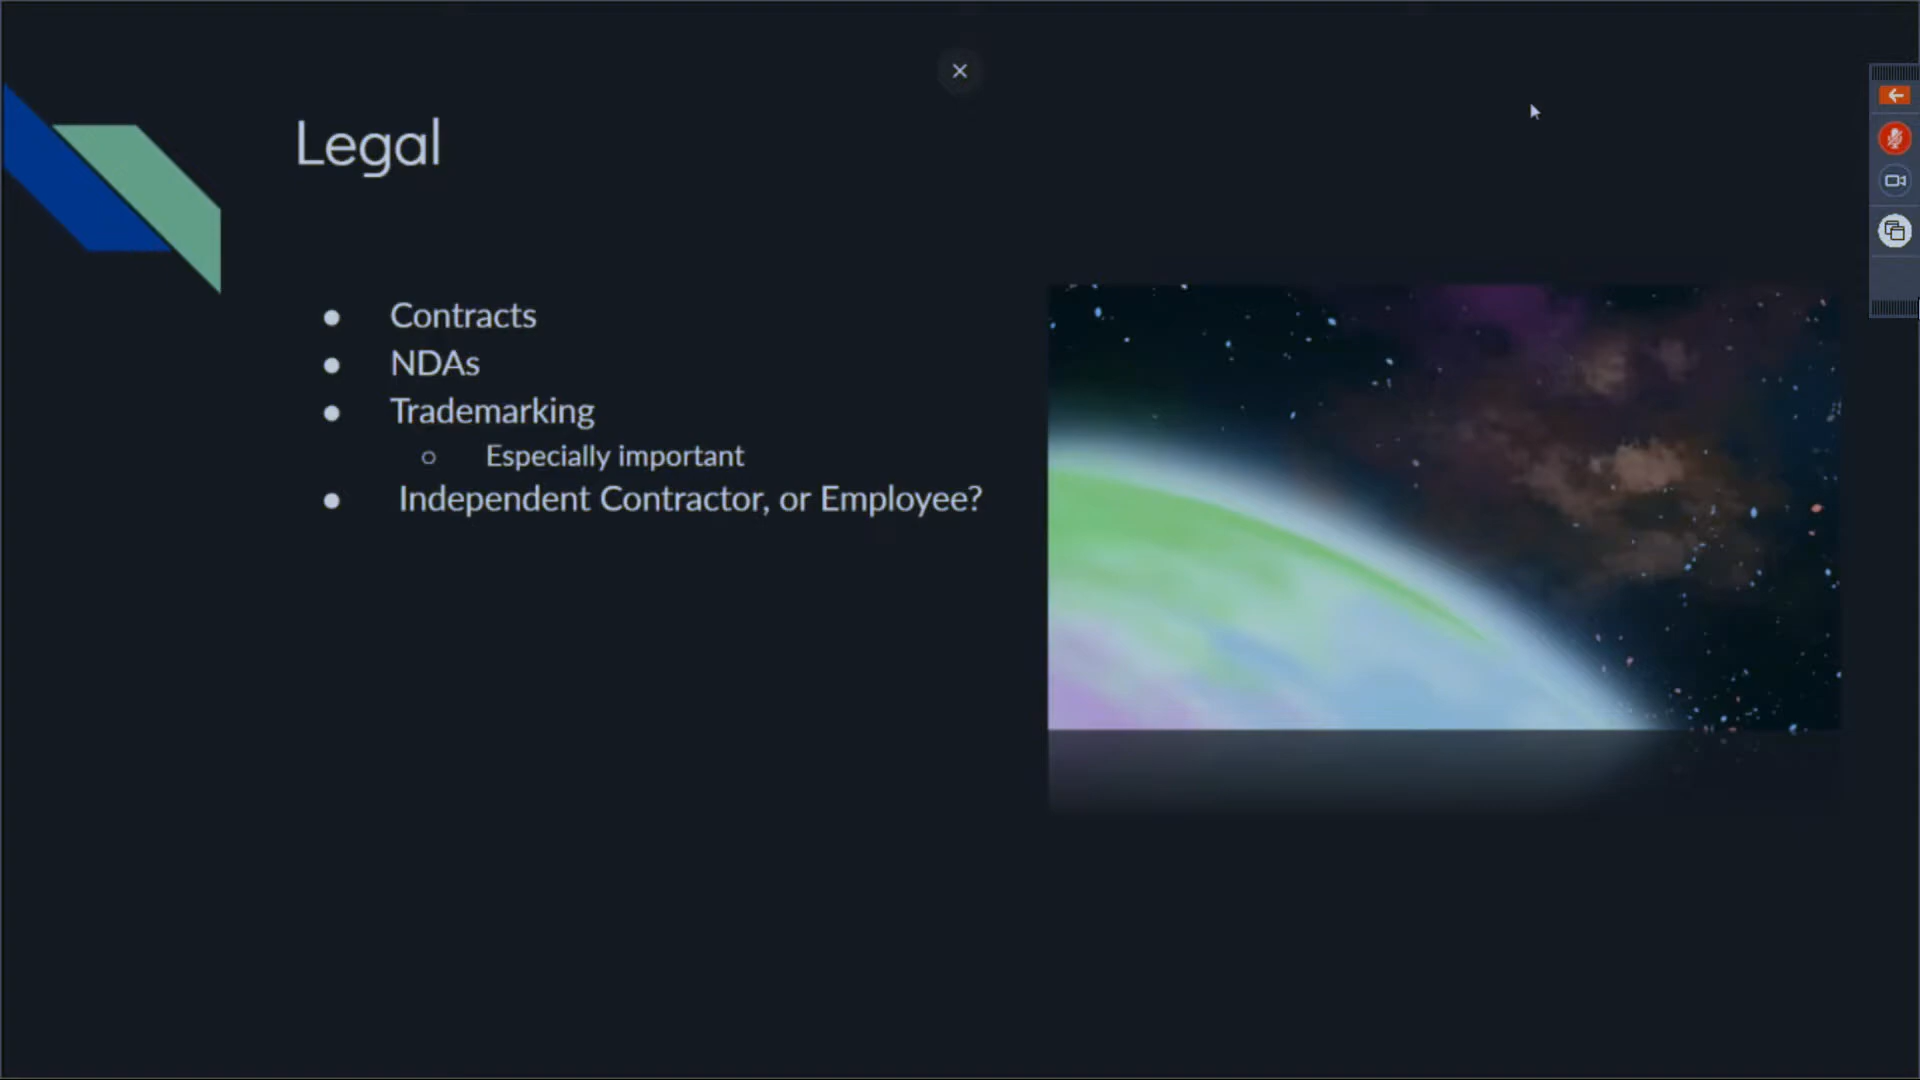 Legal
● Contracts
● NDAs
● Trademarking
○ Especially important
● Independent Contractor, or Employee?